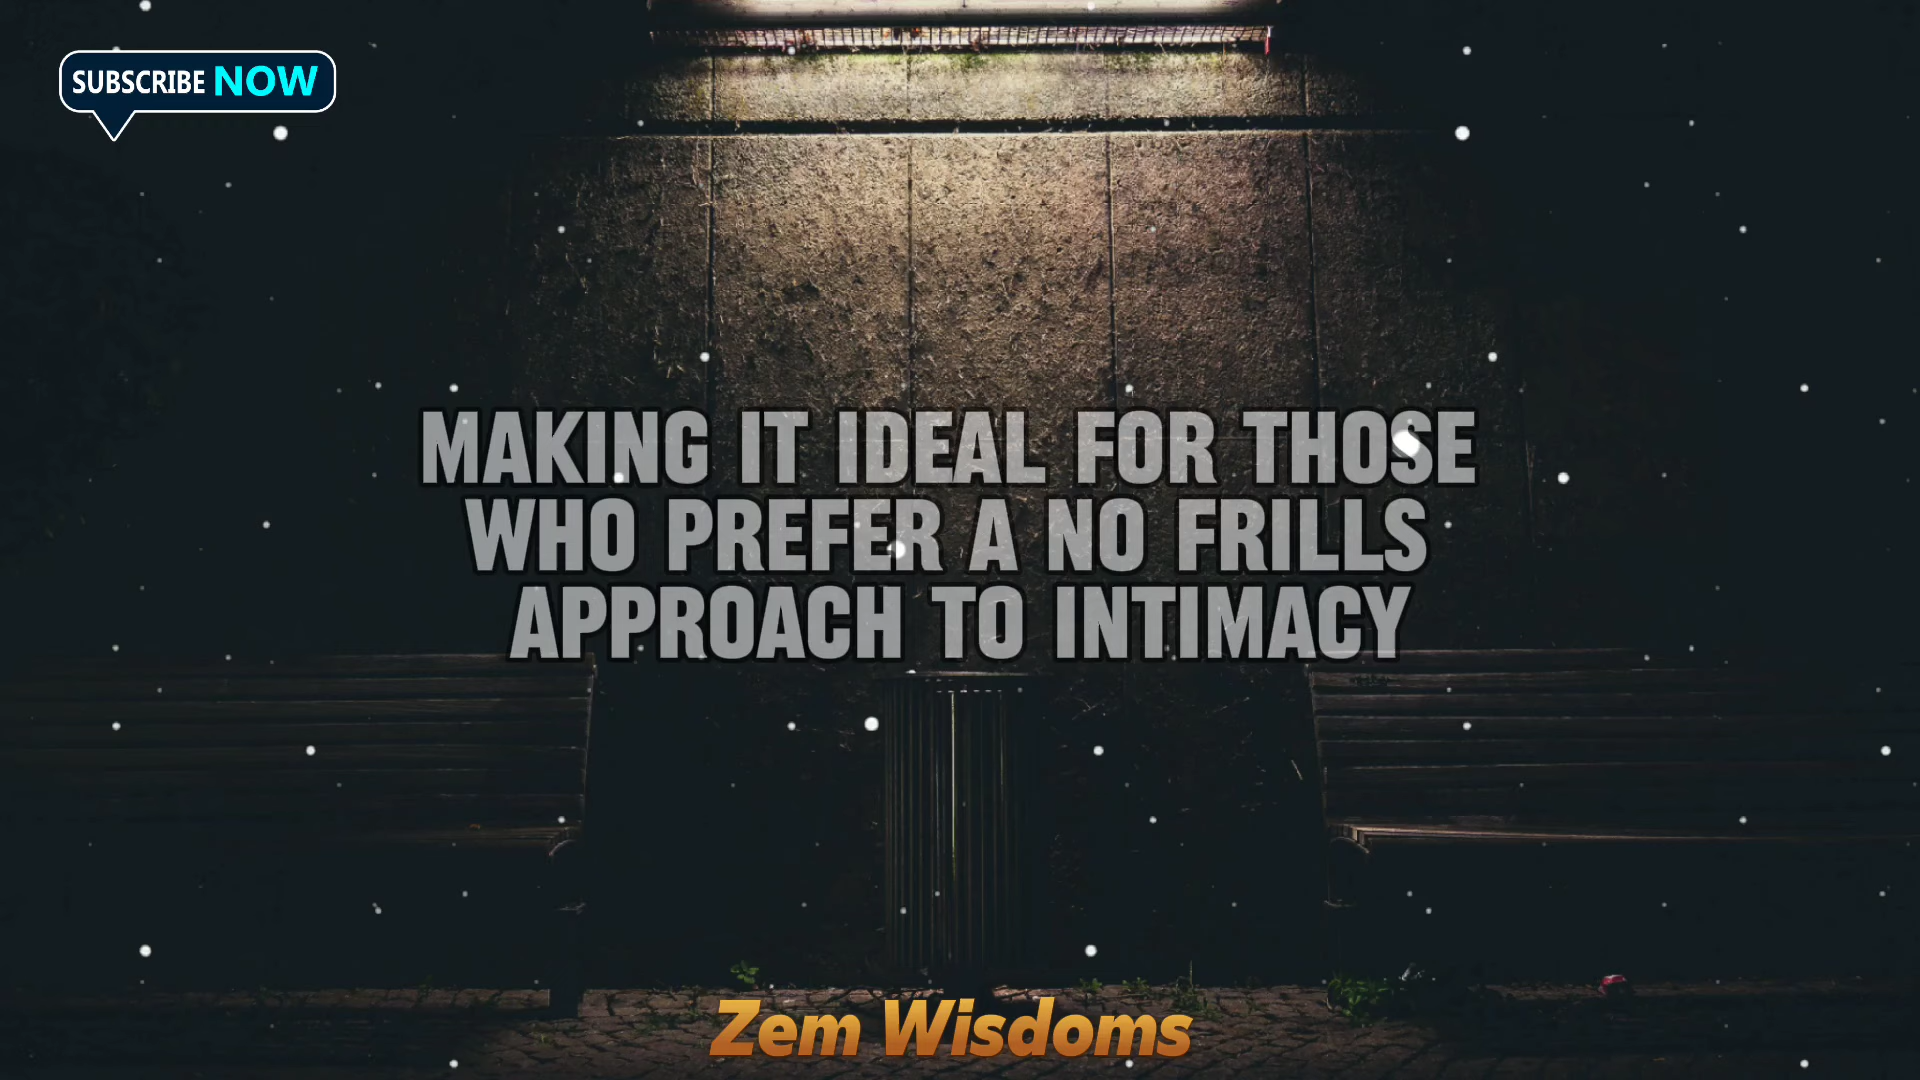 SUBSCRIBE NOW
MAKING IT IDEAL FOR THOSE
WHO PREFER A NO FRILLS
APPROACH TO INTIMACY
Zem Wisdoms